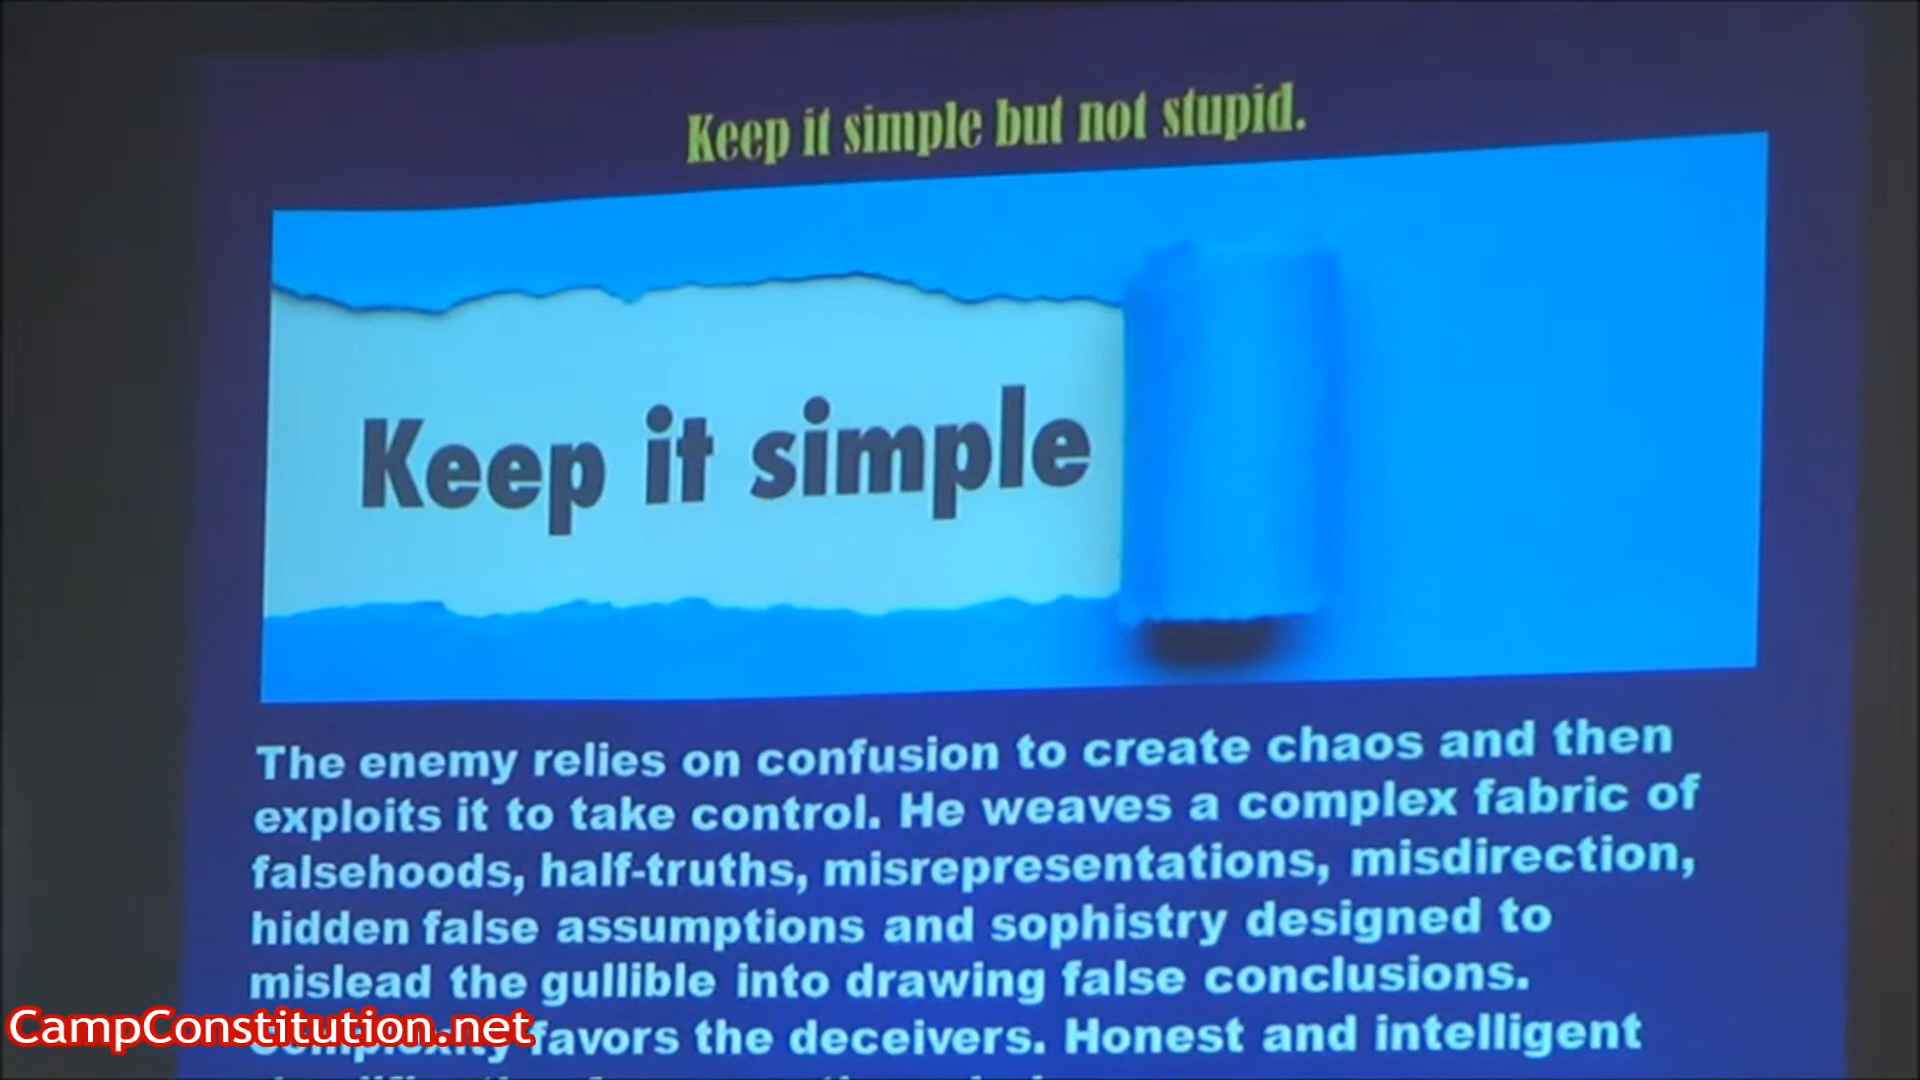 Keep it simple but not stupid.
Keep it simple
The enemy relies on confusion to create chaos and then
exploits it to take control. He weaves a complex fabric of
falsehoods, half-truths, misrepresentations, misdirection,
hidden false assumptions and sophistry designed to
mislead the gullible into drawing false conclusions.
Complexity favors the deceivers. Honest and intelligent
CampConstitution.net